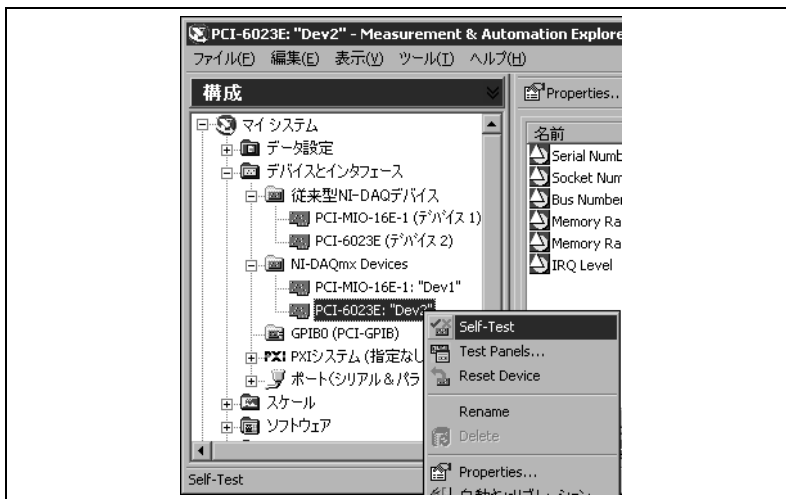 PCI-6023E: "Dev2" - Measurement & Automation Explore
ファイル(F) 編集(E) 表示(V) ツール(T) ヘルプ(H)
構成
Properties..
マイ システム
データ設定
デバイスとインタフェース
従来型NI-DAQデバイス
PCI-MIO-16E-1 (デバイス 1)
PCI-6023E (デバイス 2)
NI-DAQmx Devices
PCI-MIO-16E-1: "Dev1"
PCI-6023E: "Dev2"
GPIB0 (PCI-GPIB)
PXI PXIシステム (指定なし
ポート(シリアル & パラ
スケール
ソフトウェア
名前
Serial Numb
Socket Num
Bus Number
Memory Ra
Memory Ra
IRQ Level
Self-Test
Test Panels...
Reset Device
Rename
Delete
Properties...
Self-Test